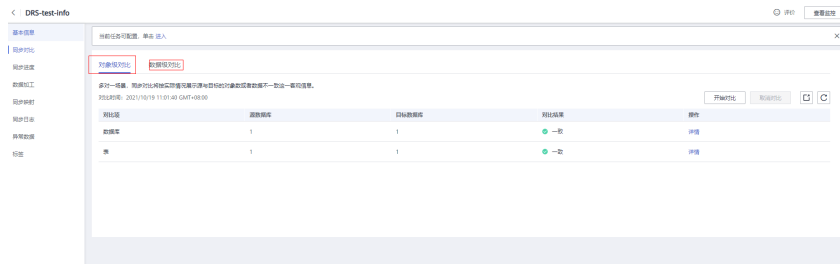 < DRS-test-info
评价
查看监控
基本信息
同步对比
同步进度
数据加工
同步映射
同步日志
异常数据
标签
当前任务可配置，单击 进入
对象级对比
数据级对比
多对一场景，同步对比将按实际情况展示源与目标的对象数或者数据不一致这一客观信息。
对比时间：2021/10/19 11:01:49 GMT+08:00
开始对比
取消对比
对比项 源数据库 目标数据库 对比结果 操作
数据库 1 1 一致 详情
表 1 1 一致 详情